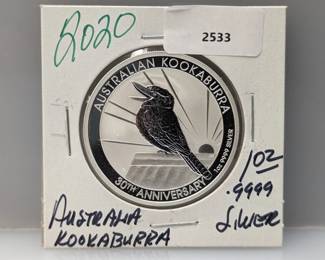 2020
2533
AUSTRALIAN KOOKABURRA
1oz 9999 SILVER
30TH ANNIVERSARY
1oz
.9999
SILVER
AUSTRALIA
KOOKABURRA